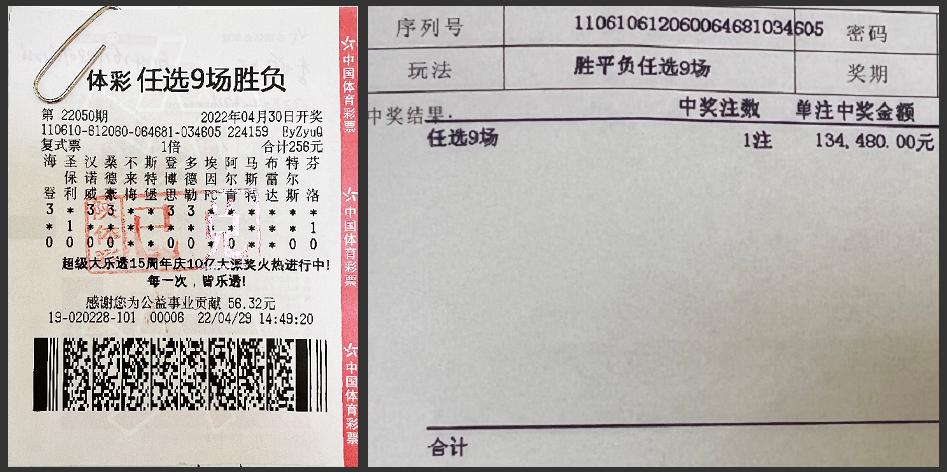 体彩 任选9场胜负
第 22050期 2022年04月30日开奖
110610-612060-064681-034605 224159 ByZyuQ
复式票 1倍 合计256元
海 圣 汉 桑 不 斯 登 多 埃 阿 马 布 特 芬
保 诺 德 来 特 博 德 因 尔 斯 雷 尔
登 利 威 豪 梅 堡 思 勒 FC 肯 特 达 斯 洛
3 * 3 3 * * 3 3 * * * * * *
* 1 * * * * * * * * * * * 1
0 0 0 0 * * 0 0 * 0 * * 0 0
已 兑
超级大乐透15周年庆10亿大派奖火热进行中!
每一次，皆乐透!
感谢您为公益事业贡献 56.32元
19-020228-101 00006 22/04/29 14:49:20
中国体育彩票
中国体育彩票
中国体育彩票
序列号 110610612060064681034605 密码
玩法 胜平负任选9场 奖期
中奖结果: 中奖注数 单注中奖金额
任选9场 1注 134,480.00元
合计